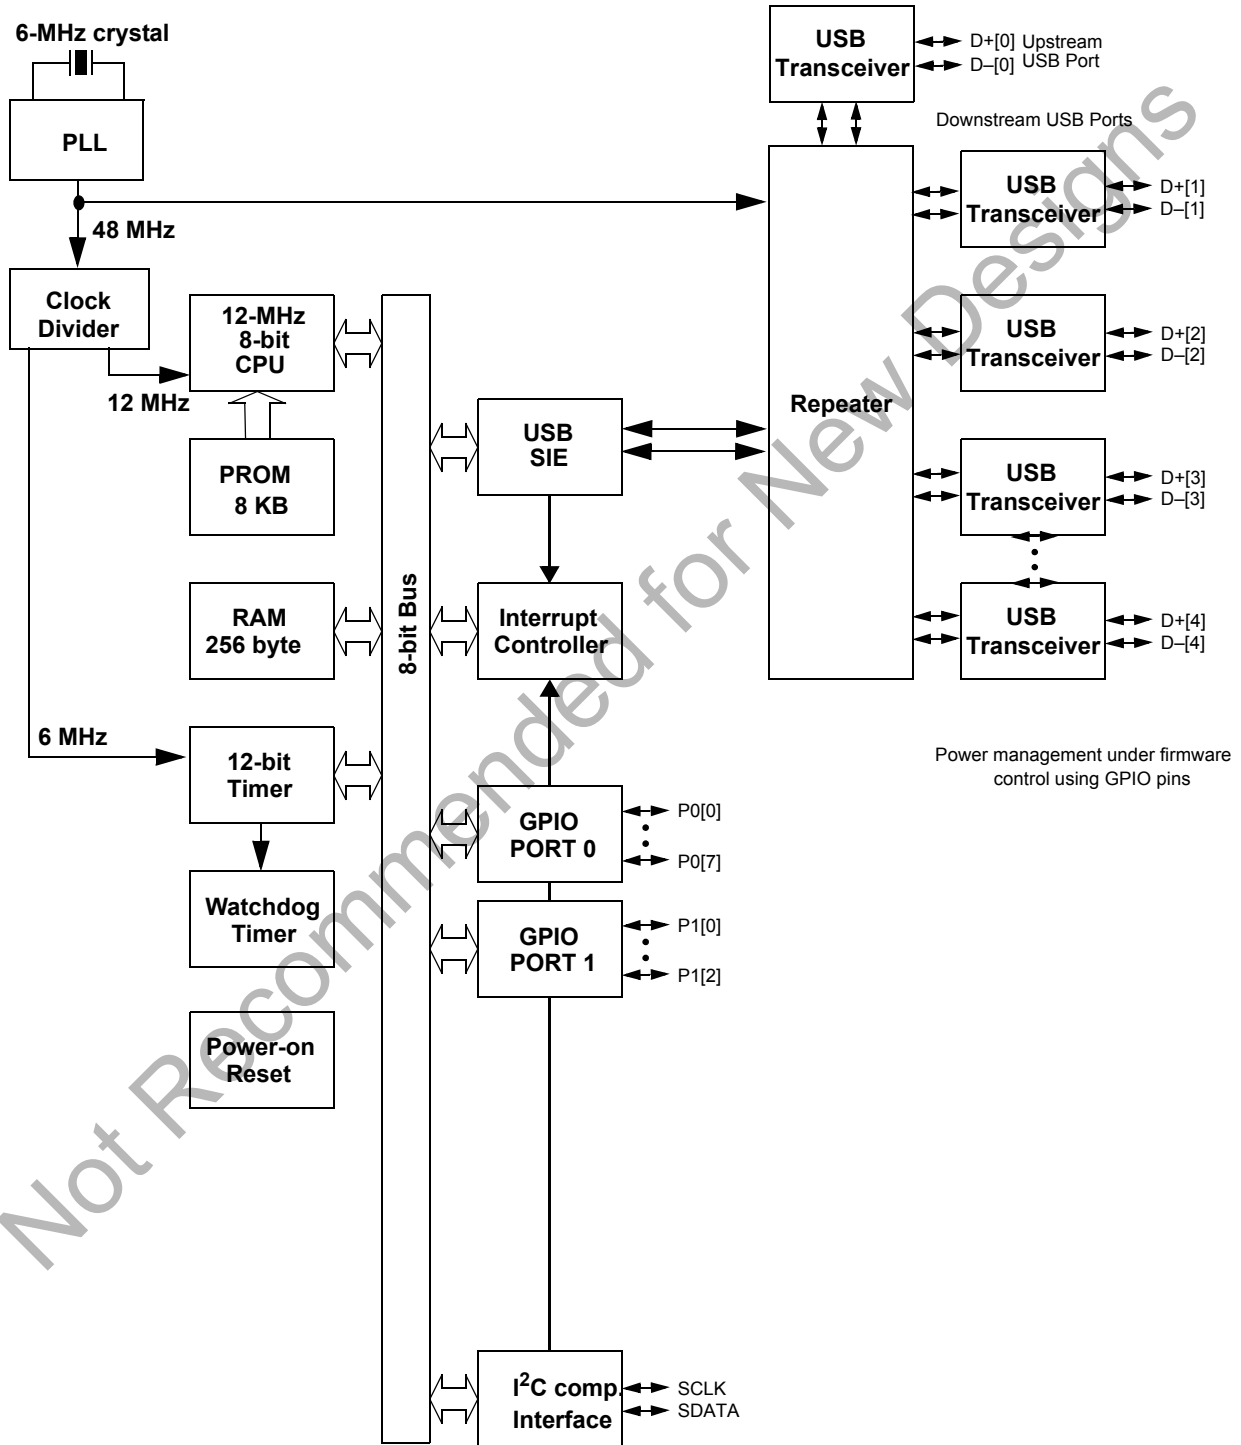 6-MHz crystal
PLL
48 MHz
Clock
Divider
12 MHz
12-MHz
8-bit
CPU
PROM
8 KB
RAM
256 byte
6 MHz
12-bit
Timer
Watchdog
Timer
Power-on
Reset
8-bit Bus
USB
SIE
Interrupt
Controller
GPIO
PORT 0
P0[0]
P0[7]
GPIO
PORT 1
P1[0]
P1[2]
I²C comp.
Interface
SCLK
SDATA
Repeater
USB
Transceiver
D+[0] Upstream
D–[0] USB Port
Downstream USB Ports
USB
Transceiver
D+[1]
D–[1]
USB
Transceiver
D+[2]
D–[2]
USB
Transceiver
D+[3]
D–[3]
USB
Transceiver
D+[4]
D–[4]
Power management under firmware
control using GPIO pins
Not Recommended for New Designs